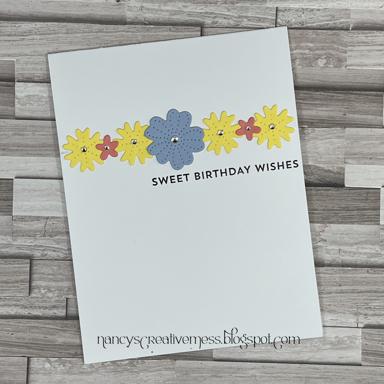 SWEET BIRTHDAY WISHES
nancyscreativemess.blogspot.com